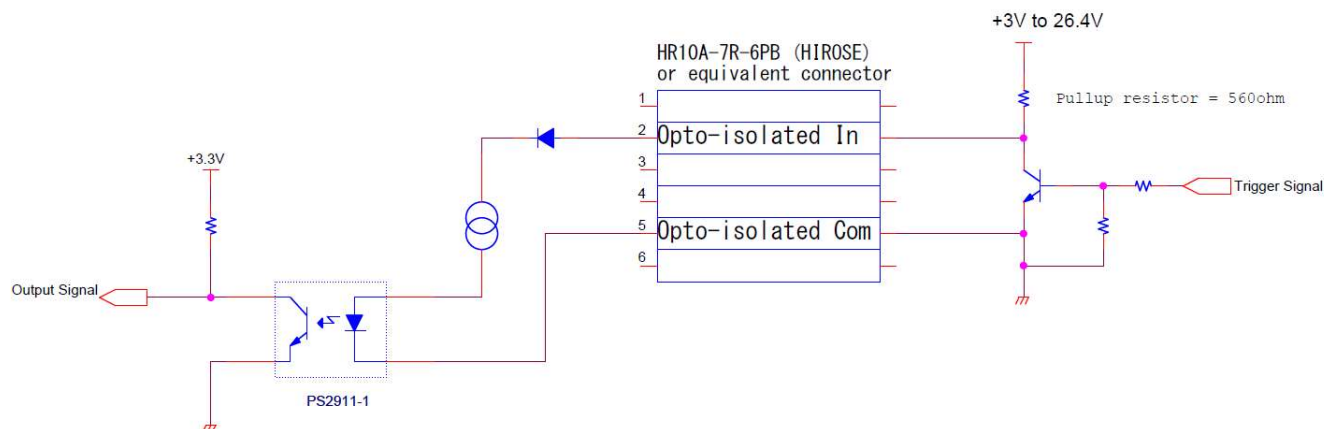 +3V to 26.4V
HR10A-7R-6PB (HIROSE)
or equivalent connector
Pullup resistor = 560ohm
1
2
Opto-isolated In
3
+3.3V
Trigger Signal
4
5
Opto-isolated Com
6
Output Signal
PS2911-1